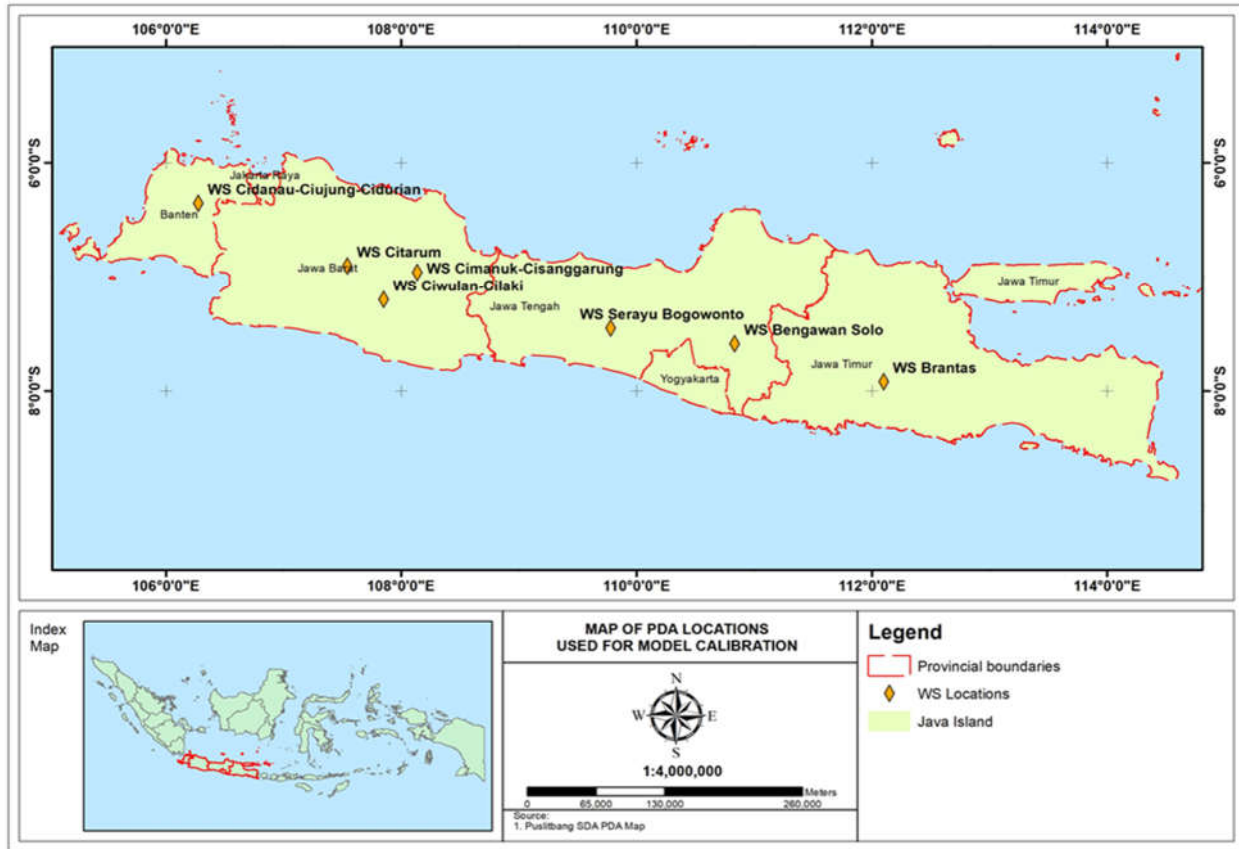 106°0'0"E 108°0'0"E 110°0'0"E 112°0'0"E 114°0'0"E
6°0'0"S
6°0'0"S
Jakarta Raya
WS Cidanau-Ciujung-Cidurian
Banten
WS Citarum
Jawa Barat
WS Cimanuk-Cisanggarung
WS Ciwulan-Cilaki
Jawa Tengah
Jawa Timur
WS Serayu Bogowonto
WS Bengawan Solo
Jawa Timur
WS Brantas
Yogyakarta
8°0'0"S
8°0'0"S
106°0'0"E 108°0'0"E 110°0'0"E 112°0'0"E 114°0'0"E
Index
Map
MAP OF PDA LOCATIONS
USED FOR MODEL CALIBRATION
N
W E
S
1:4,000,000
Meters
0 65,000 130,000 260,000
Source:
1. Puslitbang SDA PDA Map
Legend
Provincial boundaries
WS Locations
Java Island